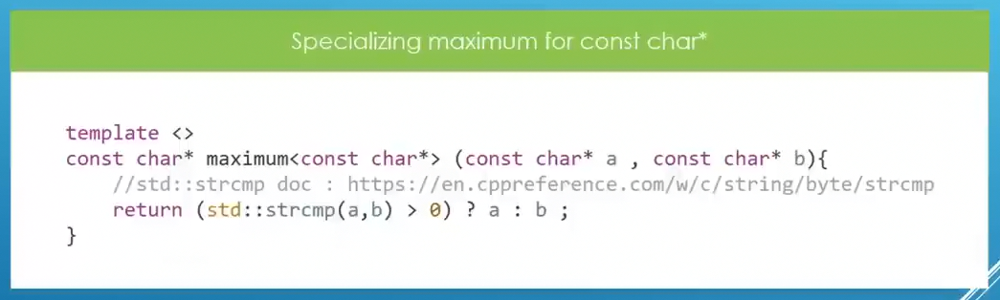 Specializing maximum for const char*
template <>
const char* maximum<const char*> (const char* a , const char* b){
//std::strcmp doc : https://en.cppreference.com/w/c/string/byte/strcmp
return (std::strcmp(a,b) > 0) ? a : b ;
}